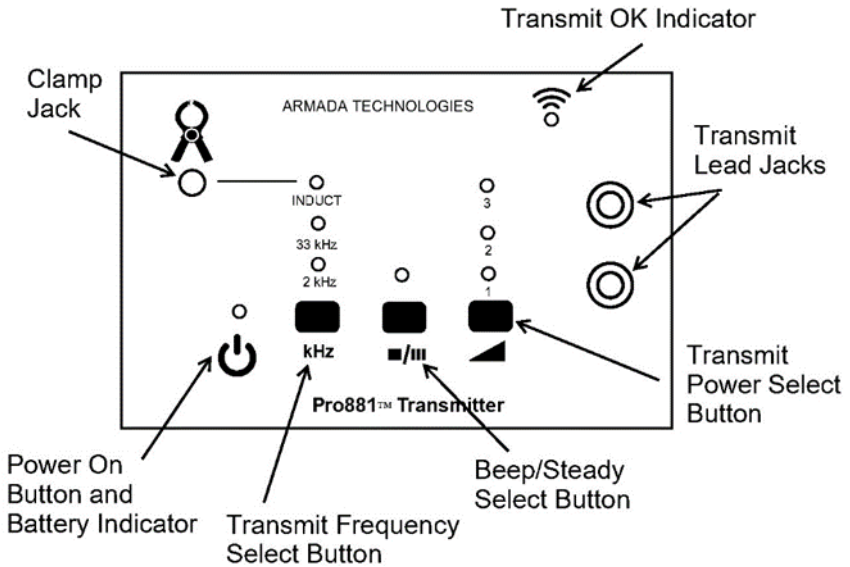 Transmit OK Indicator
Clamp
Jack
ARMADA TECHNOLOGIES
Transmit
Lead Jacks
INDUCT
3
33 kHz
2
2 kHz
1
kHz
Transmit
Power Select
Button
Pro881™ Transmitter
Power On
Button and
Battery Indicator
Beep/Steady
Select Button
Transmit Frequency
Select Button